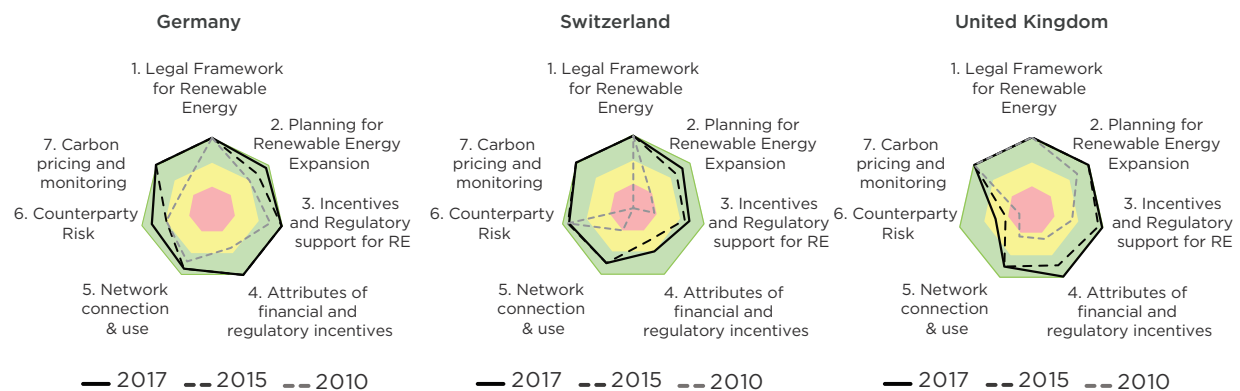 Germany
1. Legal Framework
for Renewable
Energy
2. Planning for
Renewable Energy
Expansion
3. Incentives
and Regulatory
support for RE
4. Attributes of
financial and
regulatory incentives
5. Network
connection
& use
6. Counterparty
Risk
7. Carbon
pricing and
monitoring
2017 2015 2010
Switzerland
1. Legal Framework
for Renewable
Energy
2. Planning for
Renewable Energy
Expansion
3. Incentives
and Regulatory
support for RE
4. Attributes of
financial and
regulatory incentives
5. Network
connection
& use
6. Counterparty
Risk
7. Carbon
pricing and
monitoring
2017 2015 2010
United Kingdom
1. Legal Framework
for Renewable
Energy
2. Planning for
Renewable Energy
Expansion
3. Incentives
and Regulatory
support for RE
4. Attributes of
financial and
regulatory incentives
5. Network
connection
& use
6. Counterparty
Risk
7. Carbon
pricing and
monitoring
2017 2015 2010